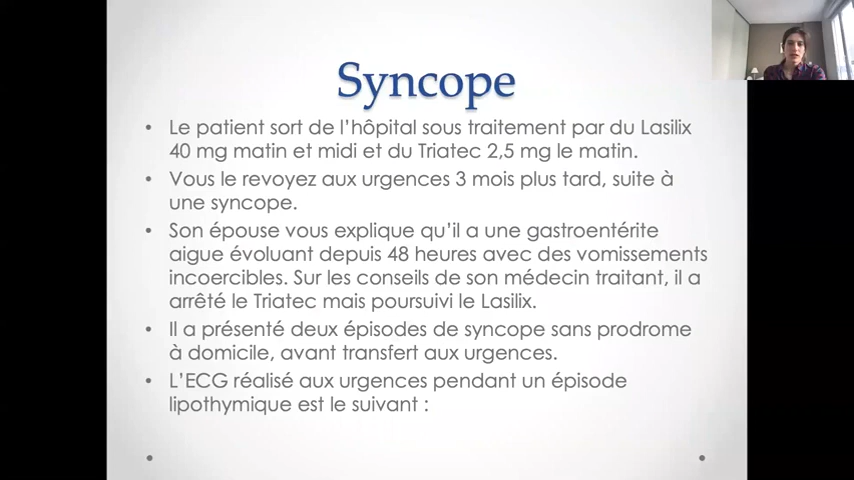 Syncope
• Le patient sort de l'hôpital sous traitement par du Lasilix
40 mg matin et midi et du Triatec 2,5 mg le matin.
• Vous le revoyez aux urgences 3 mois plus tard, suite à
une syncope.
• Son épouse vous explique qu'il a une gastroentérite
aigue évoluant depuis 48 heures avec des vomissements
incoercibles. Sur les conseils de son médecin traitant, il a
arrêté le Triatec mais poursuivi le Lasilix.
• Il a présenté deux épisodes de syncope sans prodrome
à domicile, avant transfert aux urgences.
• L'ECG réalisé aux urgences pendant un épisode
lipothymique est le suivant :